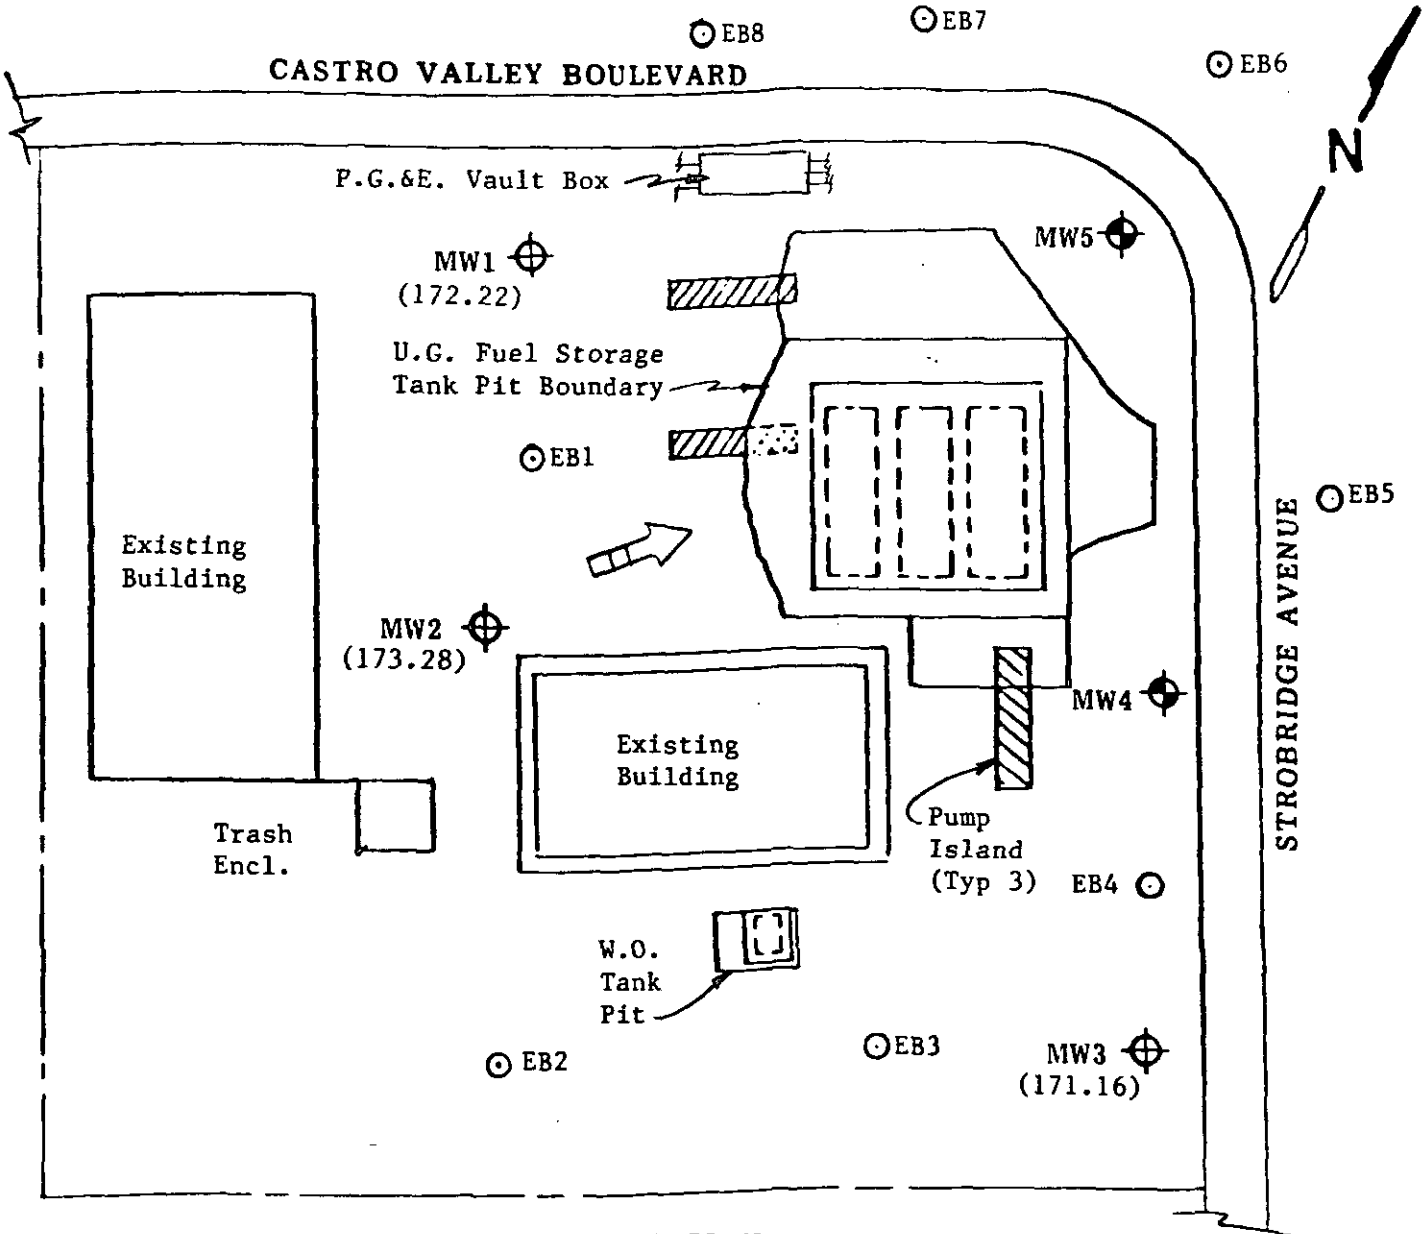 EB8
EB7
EB6
CASTRO VALLEY BOULEVARD
N
P.G.&E. Vault Box
MW5
MW1
(172.22)
U.G. Fuel Storage
Tank Pit Boundary
EB1
EB5
Existing
Building
STROBRIDGE AVENUE
MW2
(173.28)
MW4
Existing
Building
Trash
Encl.
Pump
Island
(Typ 3)
EB4
W.O.
Tank
Pit
EB2
EB3
MW3
(171.16)